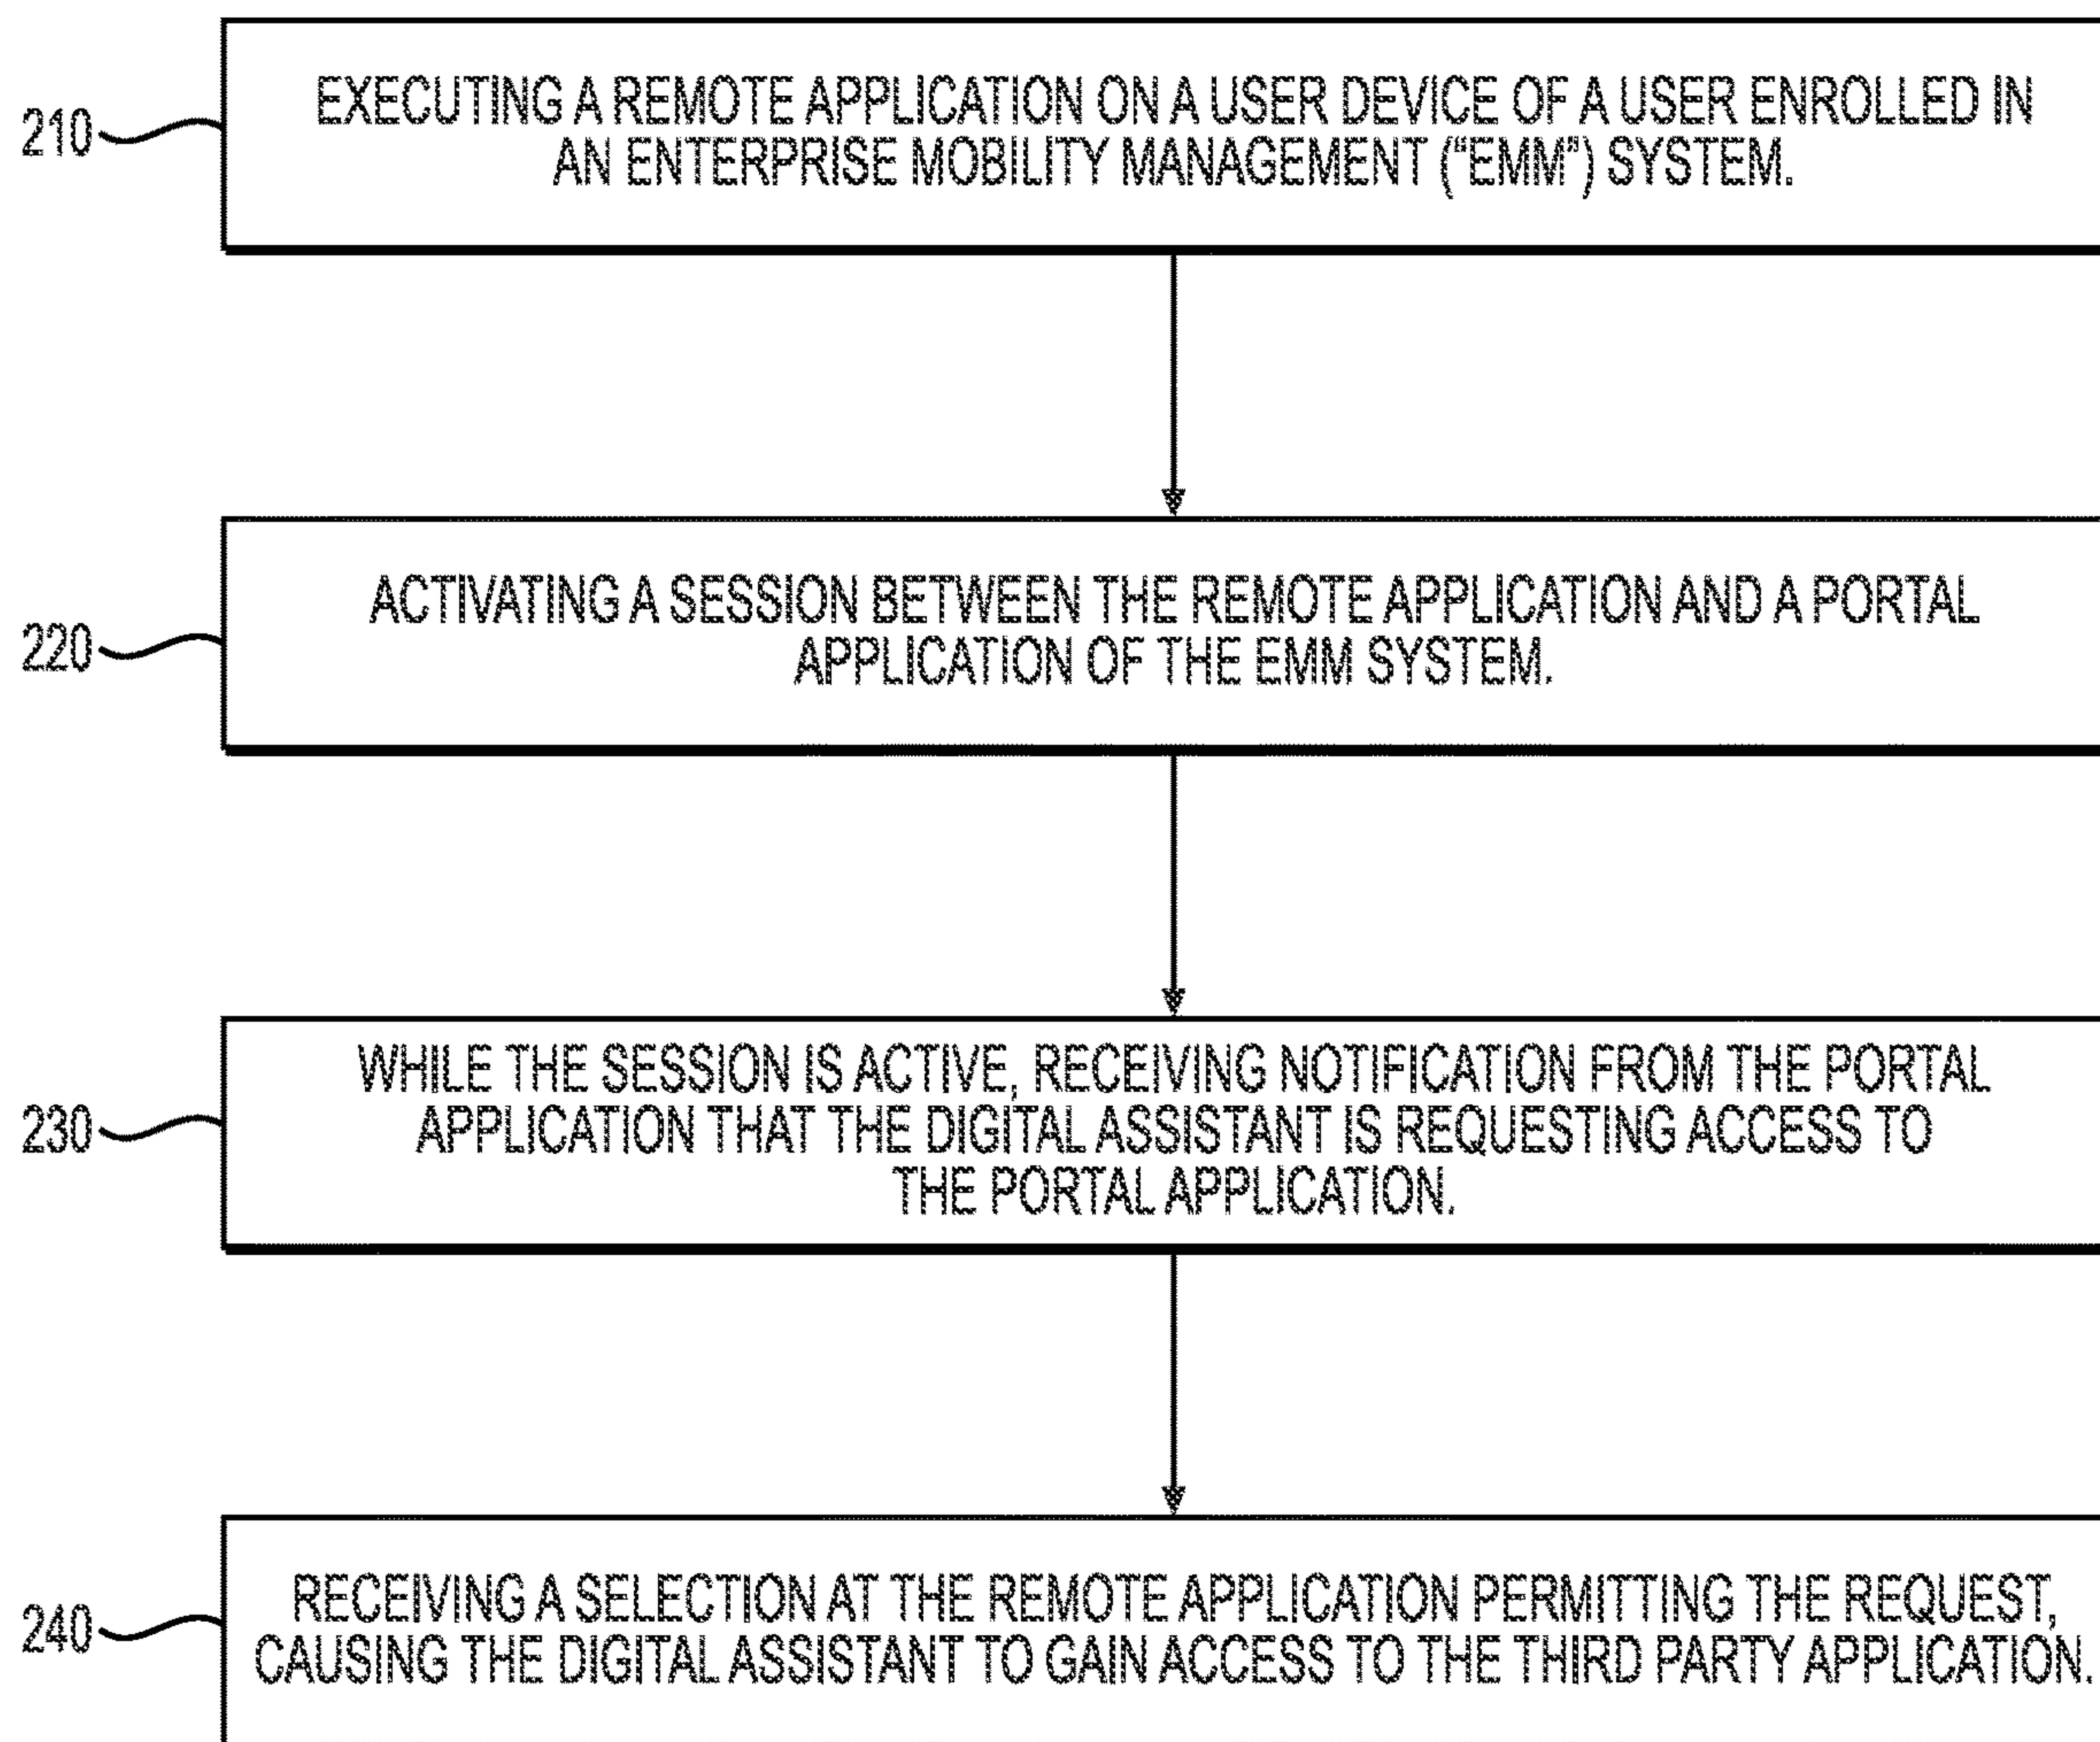 EXECUTING A REMOTE APPLICATION ON A USER DEVICE OF A USER ENROLLED IN
210
AN ENTERPRISE MOBILITY MANAGEMENT (“EMM”) SYSTEM.
ACTIVATING A SESSION BETWEEN THE REMOTE APPLICATION AND A PORTAL
220
APPLICATION OF THE EMM SYSTEM.
WHILE THE SESSION IS ACTIVE, RECEIVING NOTIFICATION FROM THE PORTAL
230
APPLICATION THAT THE DIGITAL ASSISTANT IS REQUESTING ACCESS TO
THE PORTAL APPLICATION.
RECEIVING A SELECTION AT THE REMOTE APPLICATION PERMITTING THE REQUEST,
240
CAUSING THE DIGITAL ASSISTANT TO GAIN ACCESS TO THE THIRD PARTY APPLICATION.